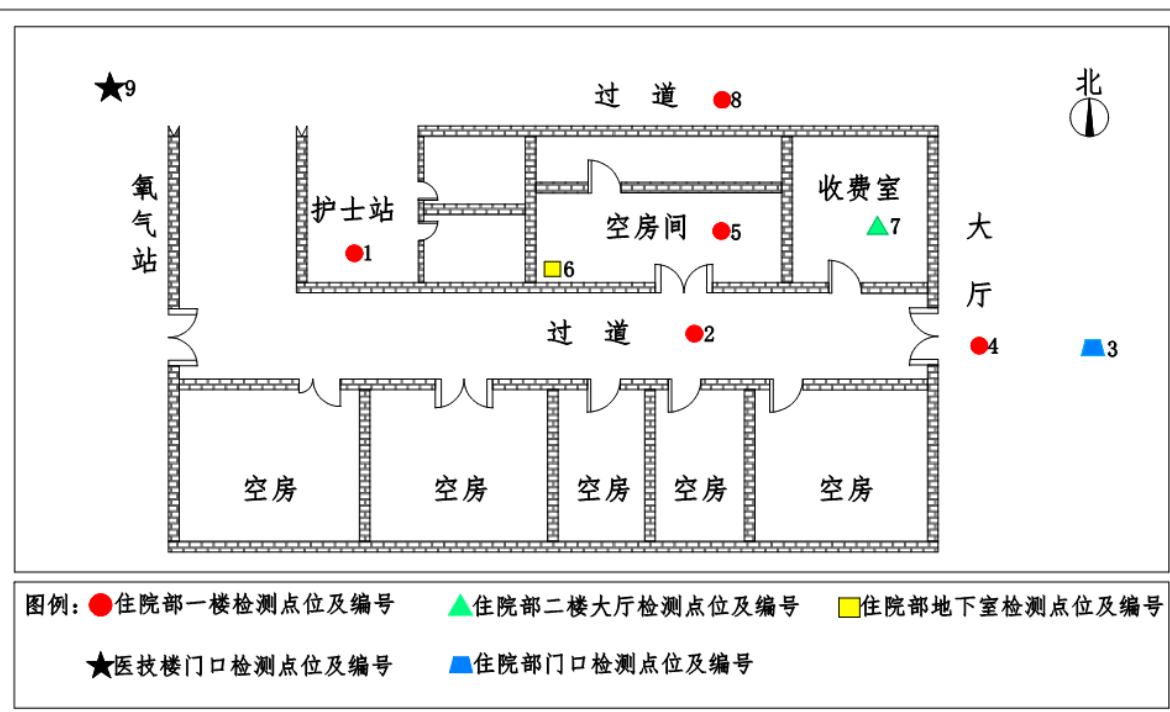 9
过 道 8
北
氧气站
护士站
1
空房间 5
6
收费室
7
大厅
过 道 2
4
3
空房
空房
空房
空房
空房
图例: 住院部一楼检测点位及编号 住院部二楼大厅检测点位及编号 住院部地下室检测点位及编号
医技楼门口检测点位及编号 住院部门口检测点位及编号